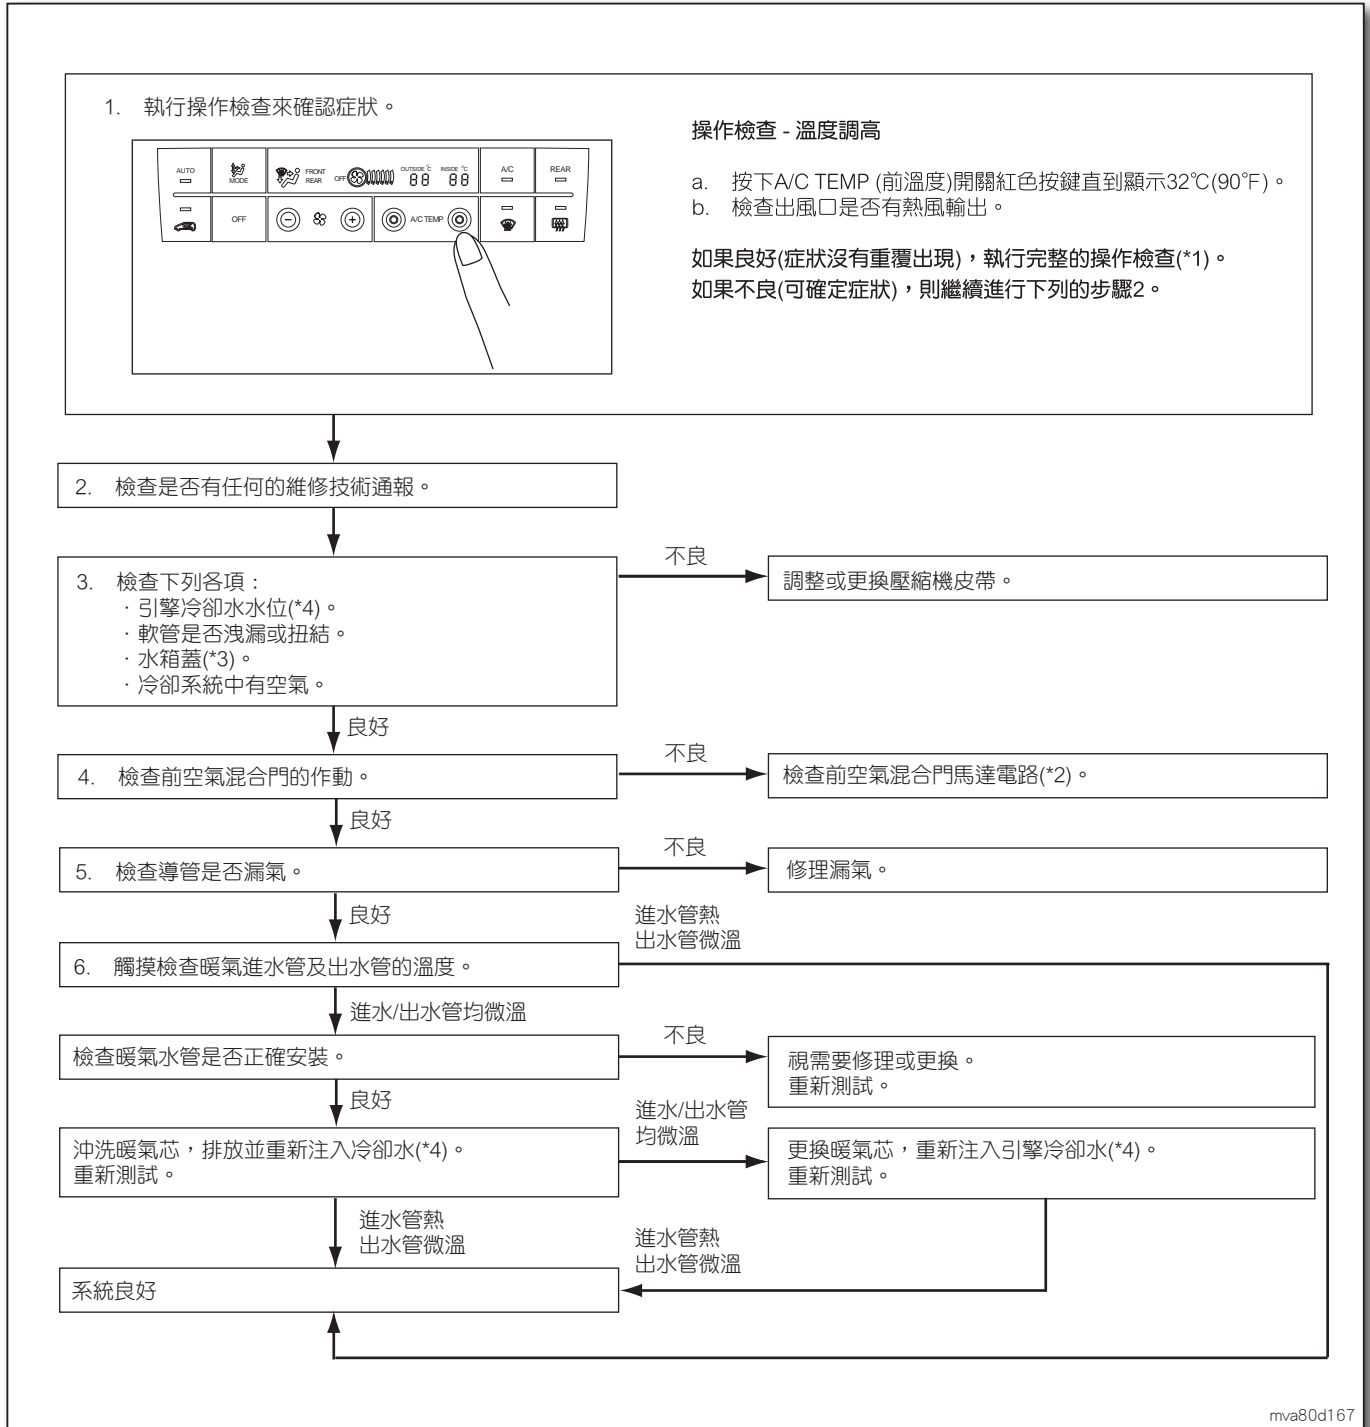 1. 執行操作檢查來確認症狀。
AUTO
MODE
FRONT
REAR
OFF
OUTSIDE °C
88
INSIDE °C
88
A/C
REAR
OFF
A/C TEMP
操作檢查 - 溫度調高
a. 按下A/C TEMP (前溫度)開關紅色按鍵直到顯示32℃(90℉)。
b. 檢查出風口是否有熱風輸出。
如果良好(症狀沒有重覆出現)，執行完整的操作檢查(*1)。
如果不良(可確定症狀)，則繼續進行下列的步驟2。
2. 檢查是否有任何的維修技術通報。
3. 檢查下列各項：
·引擎冷卻水水位(*4)。
·軟管是否洩漏或扭結。
·水箱蓋(*3)。
·冷卻系統中有空氣。
不良
調整或更換壓縮機皮帶。
良好
4. 檢查前空氣混合門的作動。
不良
檢查前空氣混合門馬達電路(*2)。
良好
5. 檢查導管是否漏氣。
不良
修理漏氣。
良好
6. 觸摸檢查暖氣進水管及出水管的溫度。
進水管熱
出水管微溫
進水/出水管均微溫
檢查暖氣水管是否正確安裝。
不良
視需要修理或更換。
重新測試。
良好
沖洗暖氣芯，排放並重新注入冷卻水(*4)。
重新測試。
進水/出水管
均微溫
更換暖氣芯，重新注入引擎冷卻水(*4)。
重新測試。
進水管熱
出水管微溫
進水管熱
出水管微溫
系統良好
mva80d167